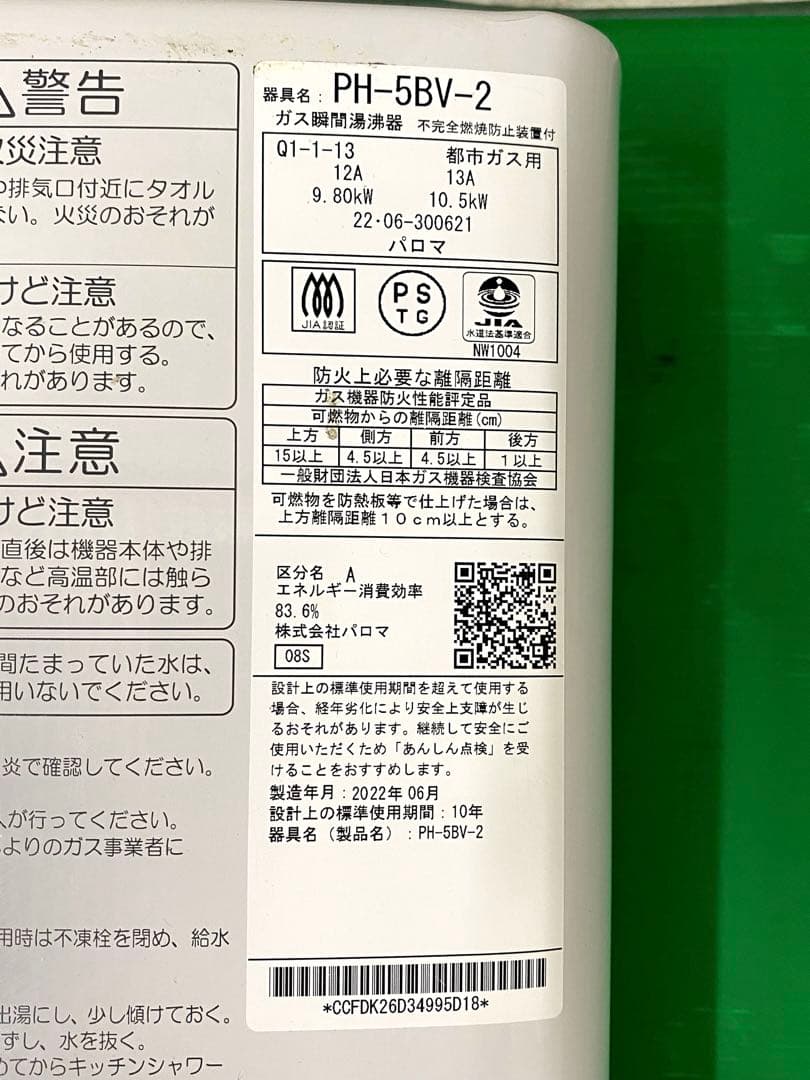 警告
災注意
や排気口付近にタオル
ない。火災のおそれが
けど注意
なることがあるので、
てから使用する。
れがあります。
注意
けど注意
直後は機器本体や排
など高温部には触ら
のおそれがあります。
間たまっていた水は、
用いないでください。
炎で確認してください。
が行ってください。
よりのガス事業者に
用時は不凍栓を閉め、給水
出湯にし、少し傾けておく。
ずし、水を抜く。
めてからキッチンシャワー
器具名: PH-5BV-2
ガス瞬間湯沸器 不完全燃焼防止装置付
Q1-1-13 都市ガス用
12A 13A
9.80kW 10.5kW
22・06-300621
パロマ
JIA認証
PS
TG
JIA
水道法基準適合
NW1004
防火上必要な離隔距離
ガス機器防火性能評定品
可燃物からの離隔距離(cm)
上方 側方 前方 後方
15以上 4.5以上 4.5以上 1以上
一般財団法人日本ガス機器検査協会
可燃物を防熱板等で仕上げた場合は、
上方離隔距離10cm以上とする。
区分名 A
エネルギー消費効率
83.6%
株式会社パロマ
08S
設計上の標準使用期間を超えて使用する
場合、経年劣化により安全上支障が生じ
るおそれがあります。継続して安全にご
使用いただくため「あんしん点検」を受
けることをおすすめします。
製造年月:2022年06月
設計上の標準使用期間:10年
器具名(製品名):PH-5BV-2
*CCFDK26D34995D18*